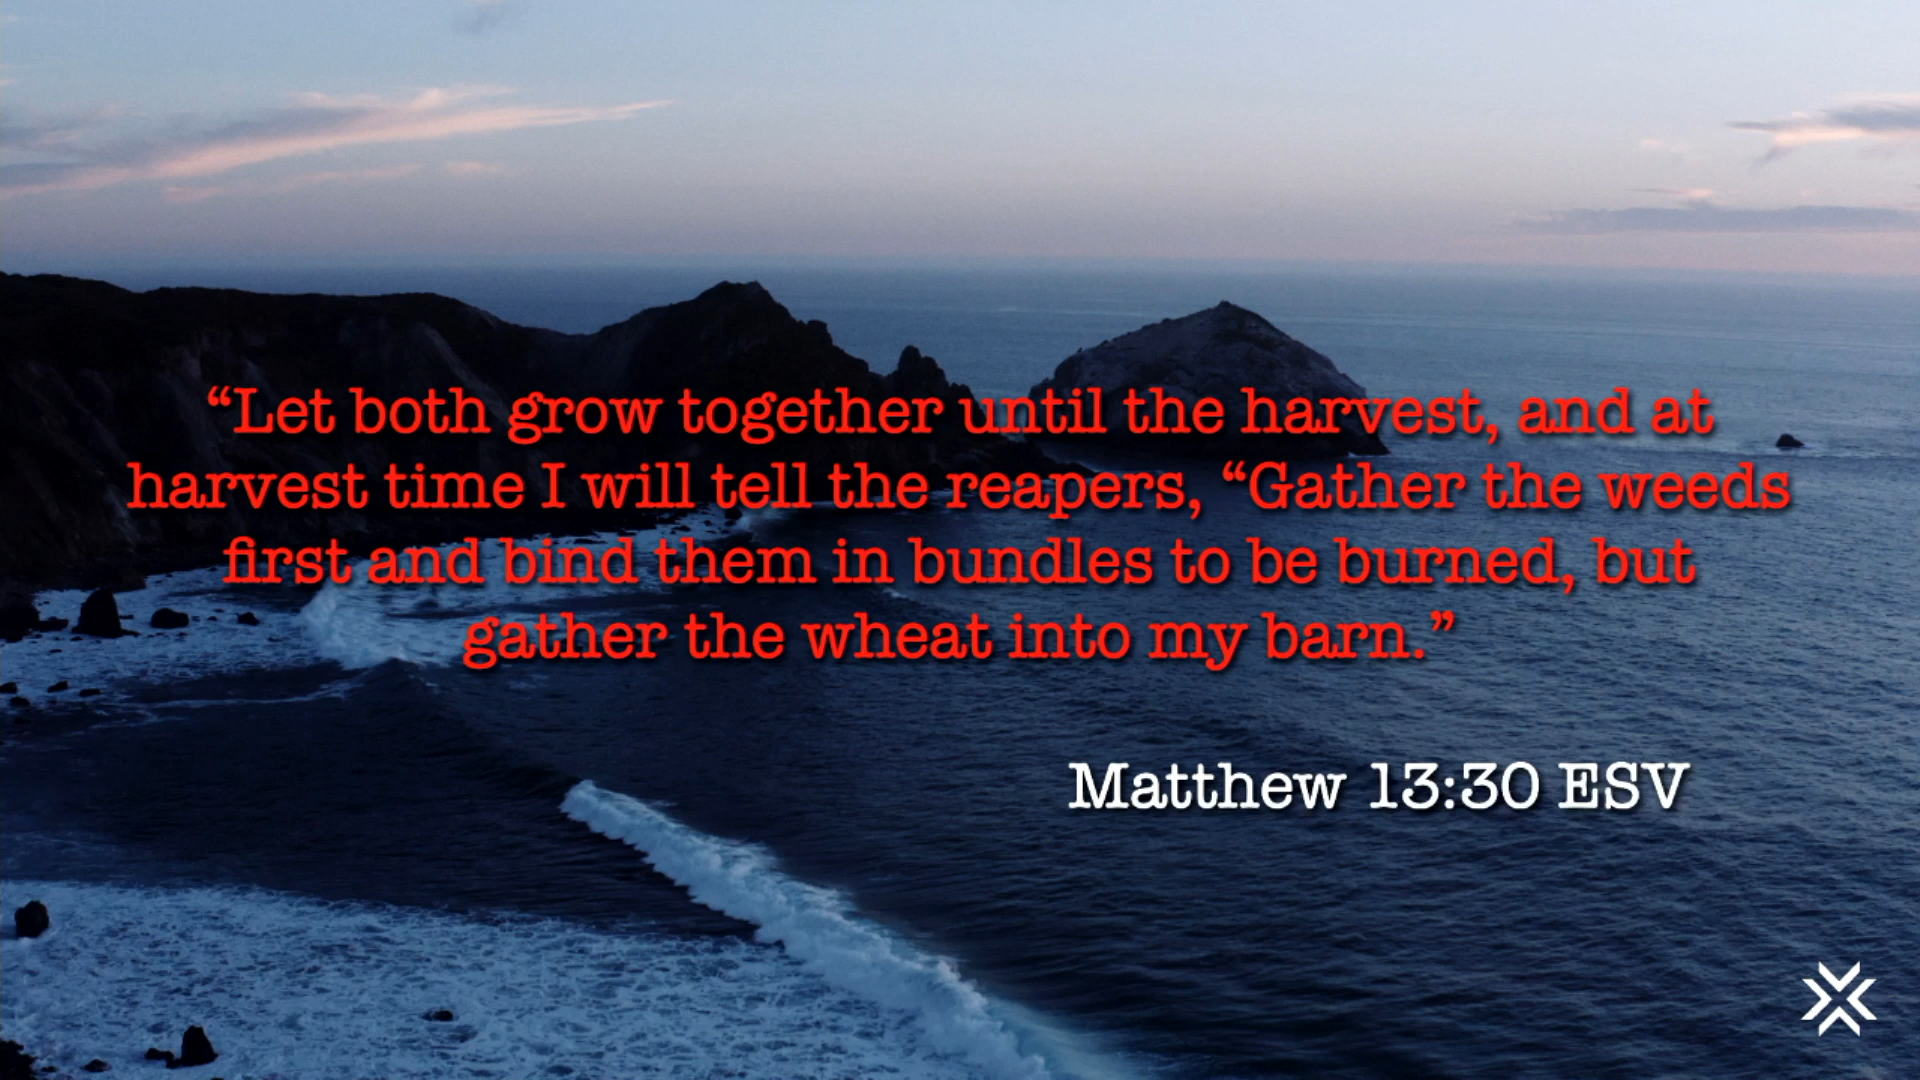 “Let both grow together until the harvest, and at
harvest time I will tell the reapers, “Gather the weeds
first and bind them in bundles to be burned, but
gather the wheat into my barn.”
Matthew 13:30 ESV